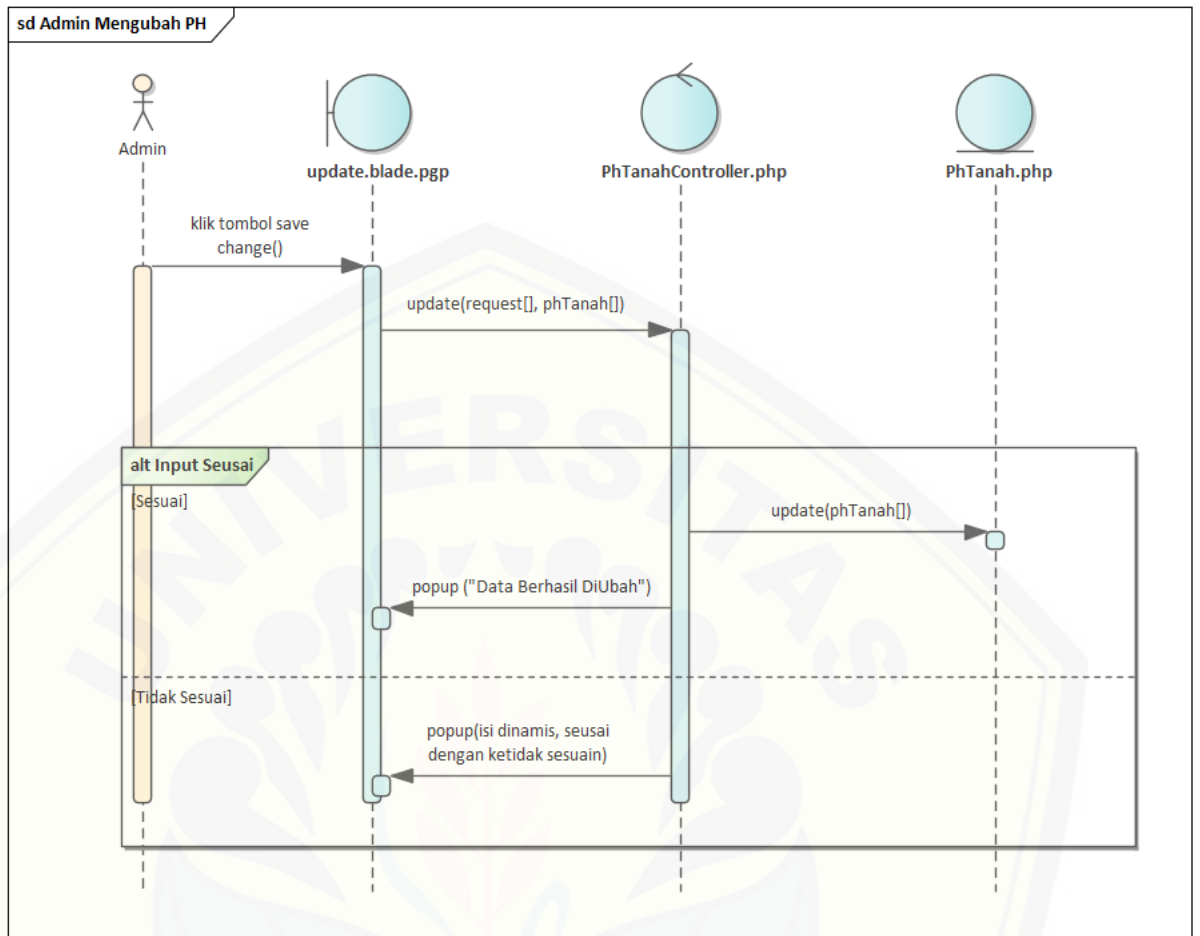 sd Admin Mengubah PH
Admin
update.blade.pgp
PhTanahController.php
PhTanah.php
klik tombol save
change()
update(request[], phTanah[])
alt Input Seusai
[Sesuai]
update(phTanah[])
popup ("Data Berhasil DiUbah")
[Tidak Sesuai]
popup(isi dinamis, seusai
dengan ketidak sesuain)
UNIVERSITAS